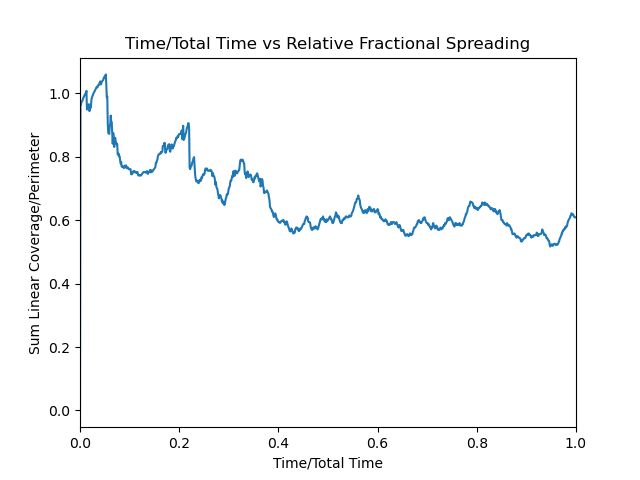 Time/Total Time vs Relative Fractional Spreading
Sum Linear Coverage/Perimeter
1.0
0.8
0.6
0.4
0.2
0.0
0.0 0.2 0.4 0.6 0.8 1.0
Time/Total Time